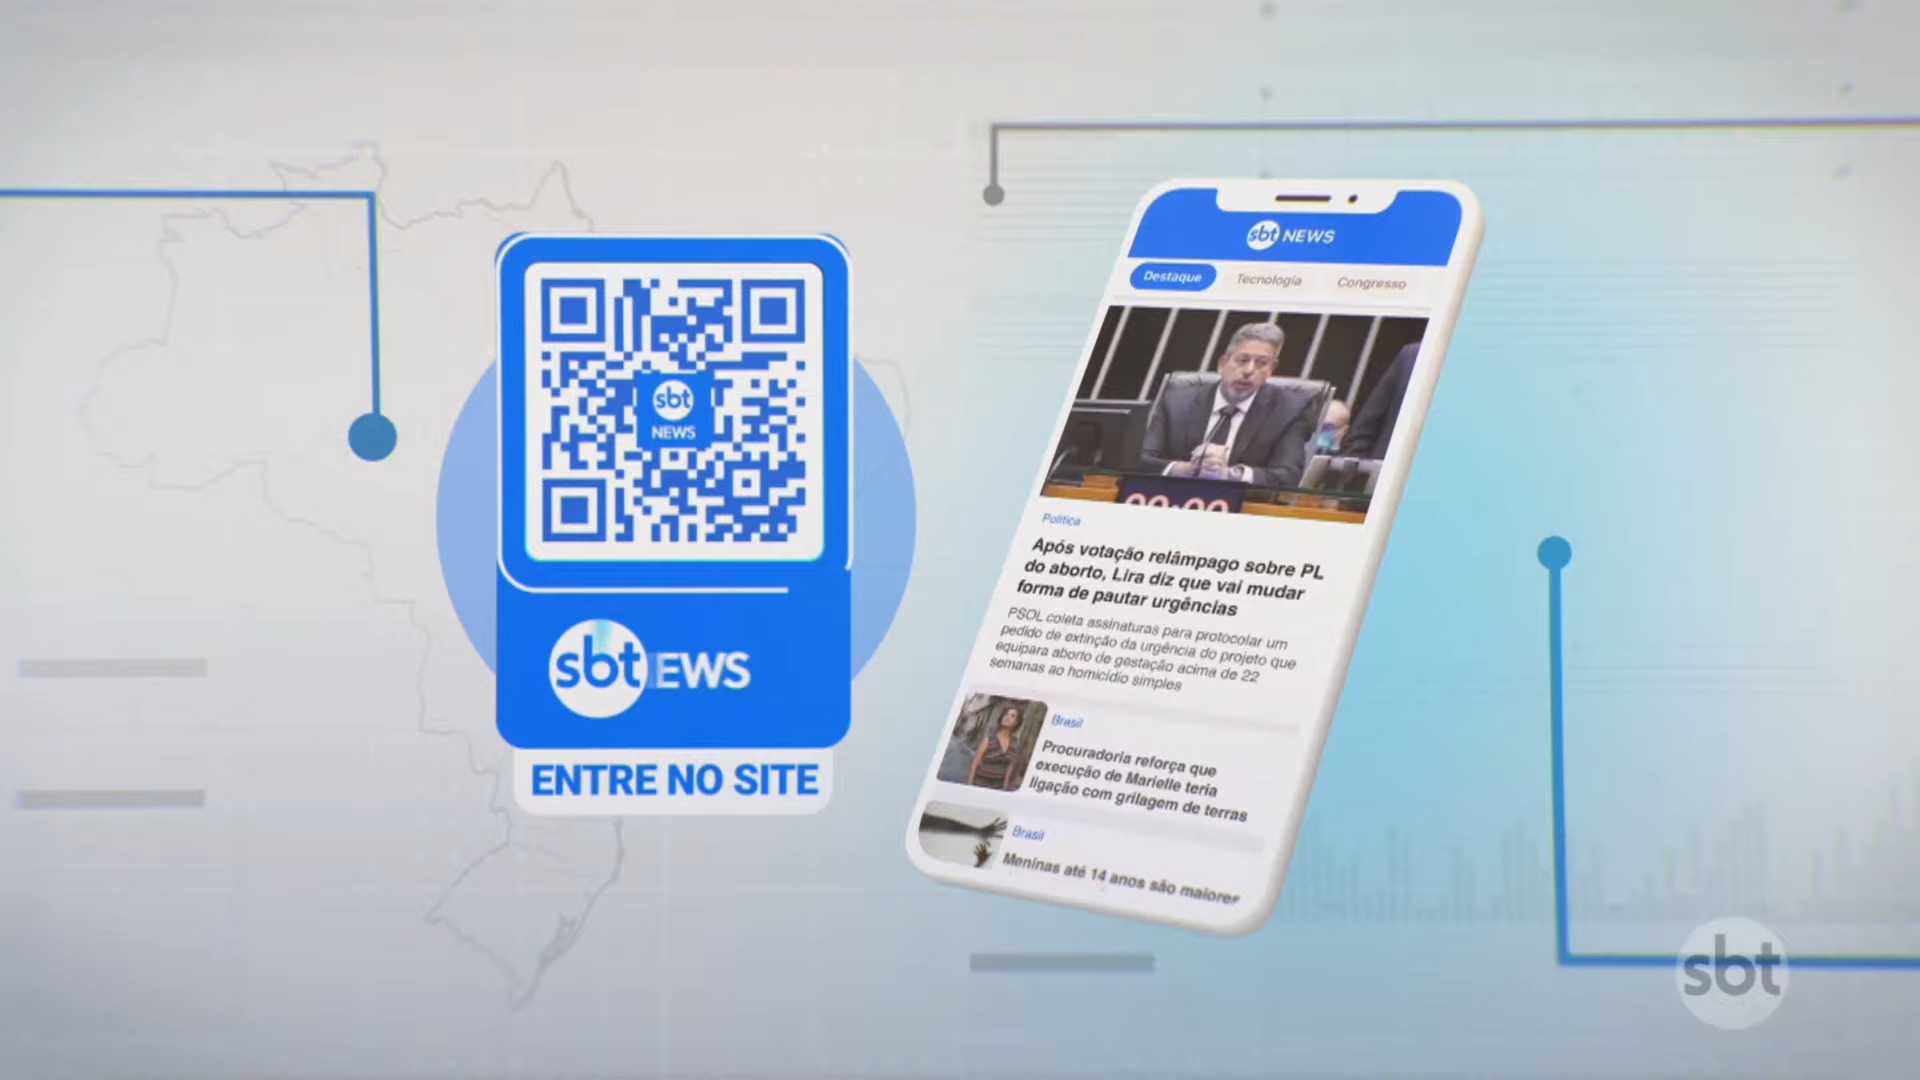 sbt
NEWS
sbt EWS
ENTRE NO SITE
sbt NEWS
Destaque Tecnologia Congresso
00:00
Política
Após votação relâmpago sobre PL
do aborto, Lira diz que vai mudar
forma de pautar urgências
PSOL coleta assinaturas para protocolar um
pedido de extinção da urgência do projeto que
equipara aborto de gestação acima de 22
semanas ao homicídio simples
Brasil
Procuradoria reforça que
execução de Marielle teria
ligação com grilagem de terras
Brasil
Meninas até 14 anos são maiores
sbt